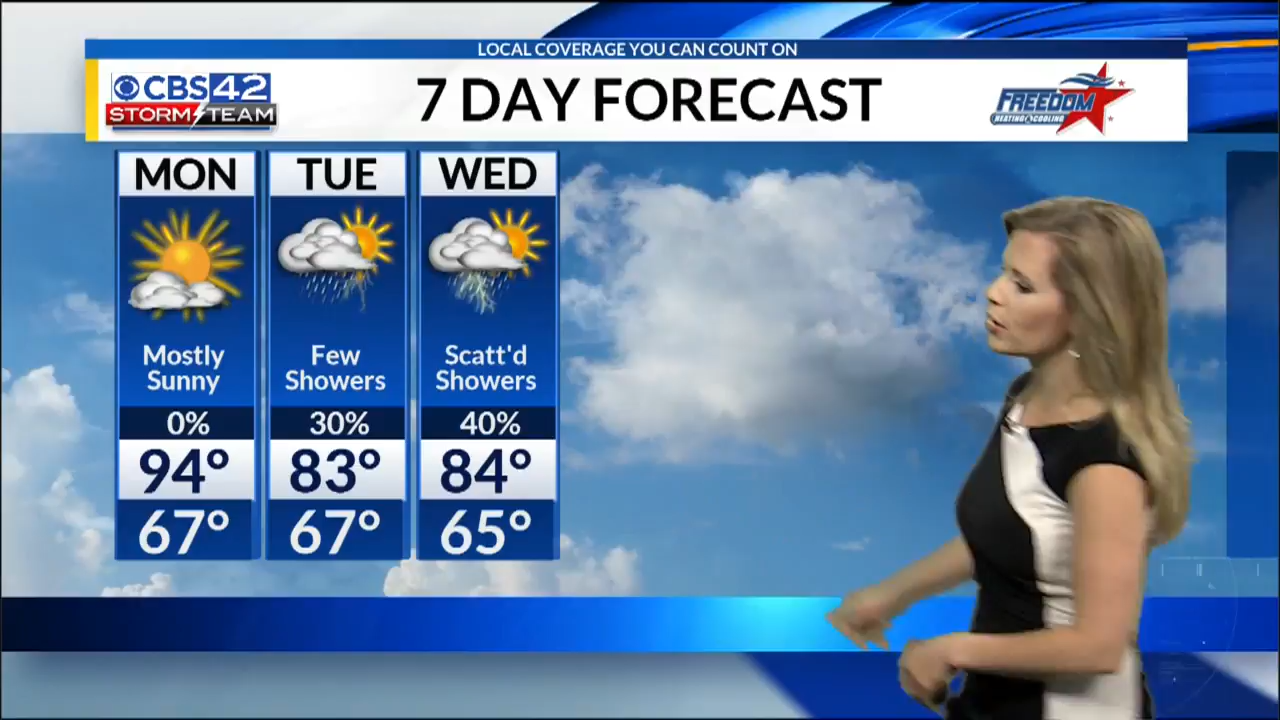 LOCAL COVERAGE YOU CAN COUNT ON
CBS 42
STORM TEAM
7 DAY FORECAST
FREEDOM
HEATING & COOLING
MON TUE WED
Mostly Sunny
Few Showers
Scatt'd Showers
0% 30% 40%
94° 83° 84°
67° 67° 65°